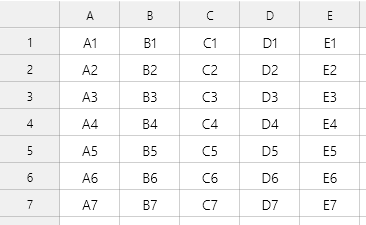 A B C D E
1 A1 B1 C1 D1 E1
2 A2 B2 C2 D2 E2
3 A3 B3 C3 D3 E3
4 A4 B4 C4 D4 E4
5 A5 B5 C5 D5 E5
6 A6 B6 C6 D6 E6
7 A7 B7 C7 D7 E7